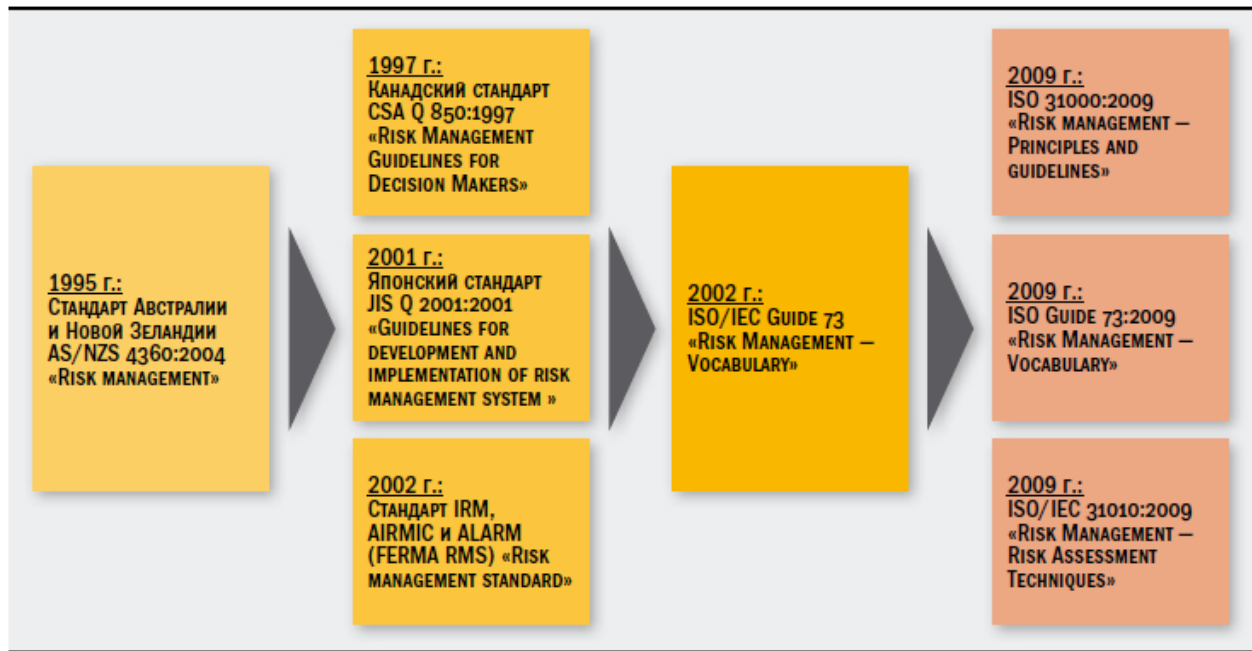 1995 г.:
Стандарт Австралии
и Новой Зеландии
AS/NZS 4360:2004
«Risk management»
1997 г.:
Канадский стандарт
CSA Q 850:1997
«Risk Management
Guidelines for
Decision Makers»
2001 г.:
Японский стандарт
JIS Q 2001:2001
«Guidelines for
development and
implementation of risk
management system »
2002 г.:
Стандарт IRM,
AIRMIC и ALARM
(FERMA RMS) «Risk
management standard»
2002 г.:
ISO/IEC Guide 73
«Risk Management —
Vocabulary»
2009 г.:
ISO 31000:2009
«Risk management —
Principles and
guidelines»
2009 г.:
ISO Guide 73:2009
«Risk Management —
Vocabulary»
2009 г.:
ISO/IEC 31010:2009
«Risk Management —
Risk Assessment
Techniques»